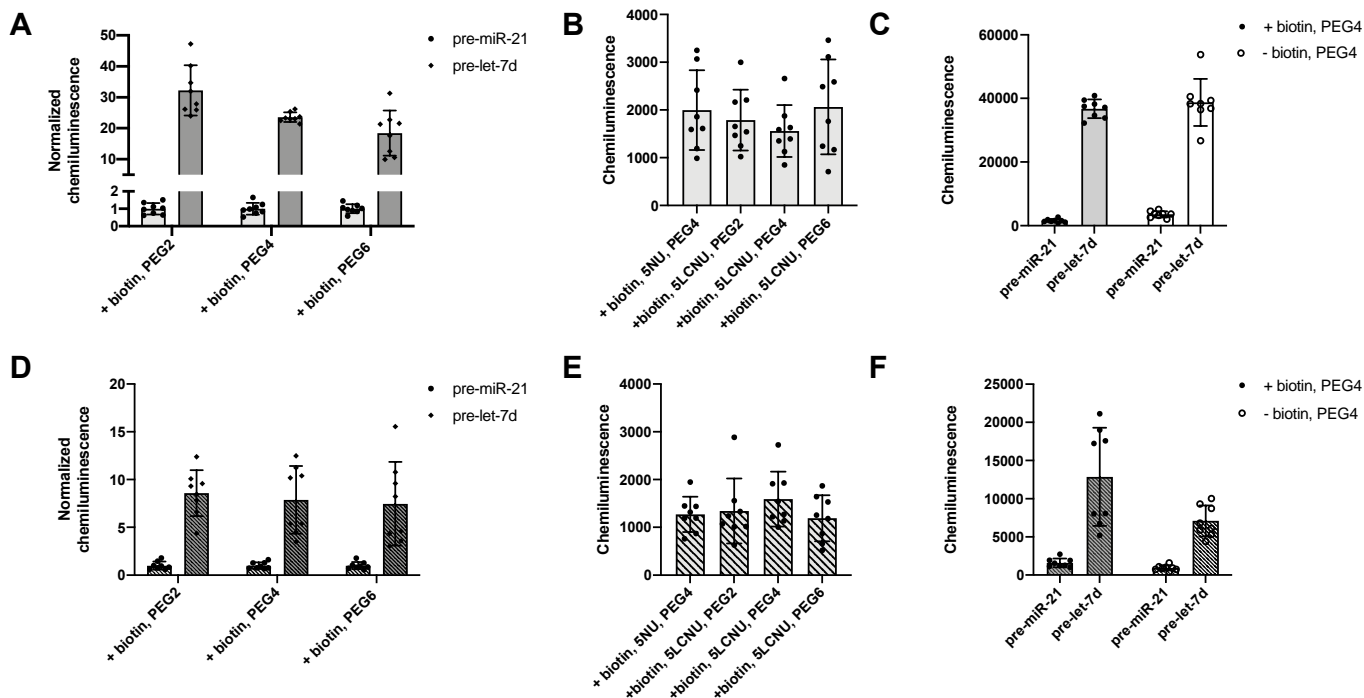 A
Normalized
chemiluminescence
50
40
30
20
10
2
1
0
+ biotin, PEG2
+ biotin, PEG4
+ biotin, PEG6
pre-miR-21
pre-let-7d
B
Chemiluminescence
4000
3000
2000
1000
0
+ biotin, 5NU, PEG4
+biotin, 5LCNU, PEG2
+biotin, 5LCNU, PEG4
+biotin, 5LCNU, PEG6
C
Chemiluminescence
60000
40000
20000
0
pre-miR-21
pre-let-7d
pre-miR-21
pre-let-7d
+ biotin, PEG4
- biotin, PEG4
D
Normalized
chemiluminescence
20
15
10
5
0
+ biotin, PEG2
+ biotin, PEG4
+ biotin, PEG6
pre-miR-21
pre-let-7d
E
Chemiluminescence
4000
3000
2000
1000
0
+ biotin, 5NU, PEG4
+biotin, 5LCNU, PEG2
+biotin, 5LCNU, PEG4
+biotin, 5LCNU, PEG6
F
Chemiluminescence
25000
20000
15000
10000
5000
0
pre-miR-21
pre-let-7d
pre-miR-21
pre-let-7d
+ biotin, PEG4
- biotin, PEG4